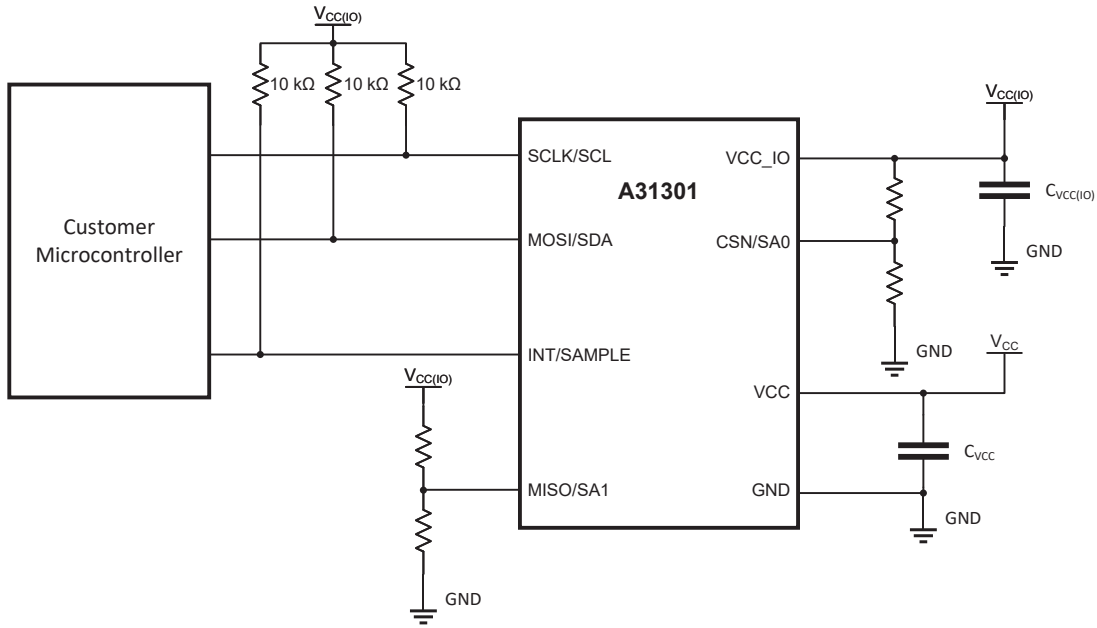 VCC(IO)
10 kΩ 10 kΩ 10 kΩ
VCC(IO)
SCLK/SCL
VCC_IO
A31301
CVCC(IO)
Customer
Microcontroller
MOSI/SDA
CSN/SA0
GND
INT/SAMPLE
GND
VCC
VCC(IO)
VCC
CVCC
MISO/SA1
GND
GND
GND